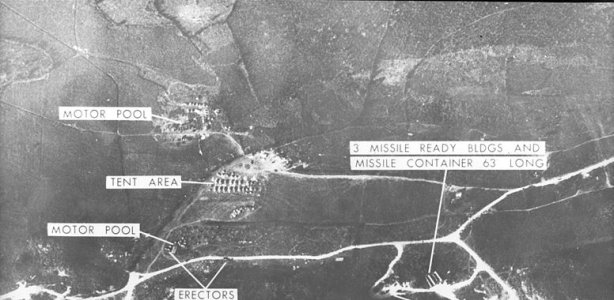 MOTOR POOL
3 MISSILE READY BLDGS AND
MISSILE CONTAINER 63 LONG
TENT AREA
MOTOR POOL
ERECTORS